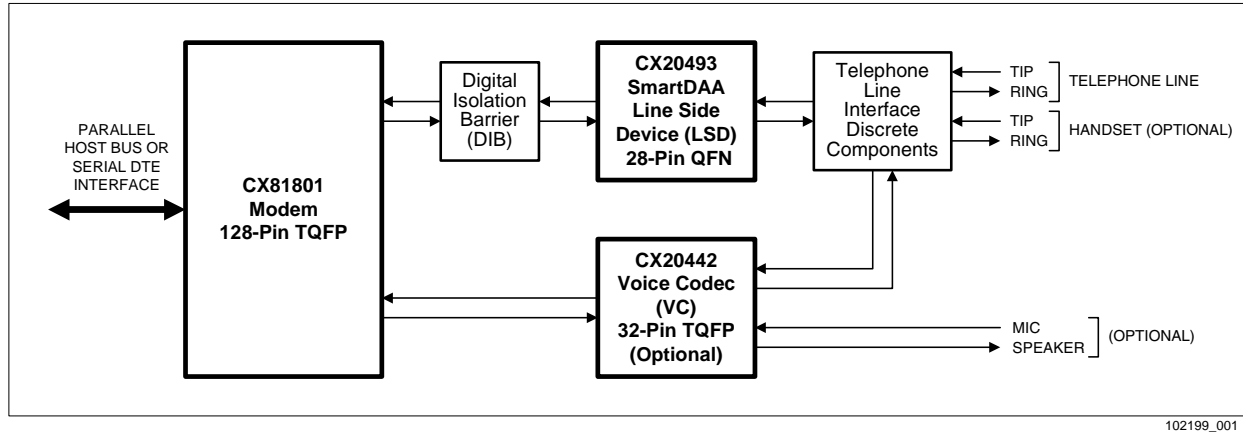 PARALLEL
HOST BUS OR
SERIAL DTE
INTERFACE
CX81801
Modem
128-Pin TQFP
Digital
Isolation
Barrier
(DIB)
CX20493
SmartDAA
Line Side
Device (LSD)
28-Pin QFN
Telephone
Line
Interface
Discrete
Components
TIP
RING
TELEPHONE LINE
TIP
RING
HANDSET (OPTIONAL)
CX20442
Voice Codec
(VC)
32-Pin TQFP
(Optional)
MIC
SPEAKER
(OPTIONAL)
102199_001